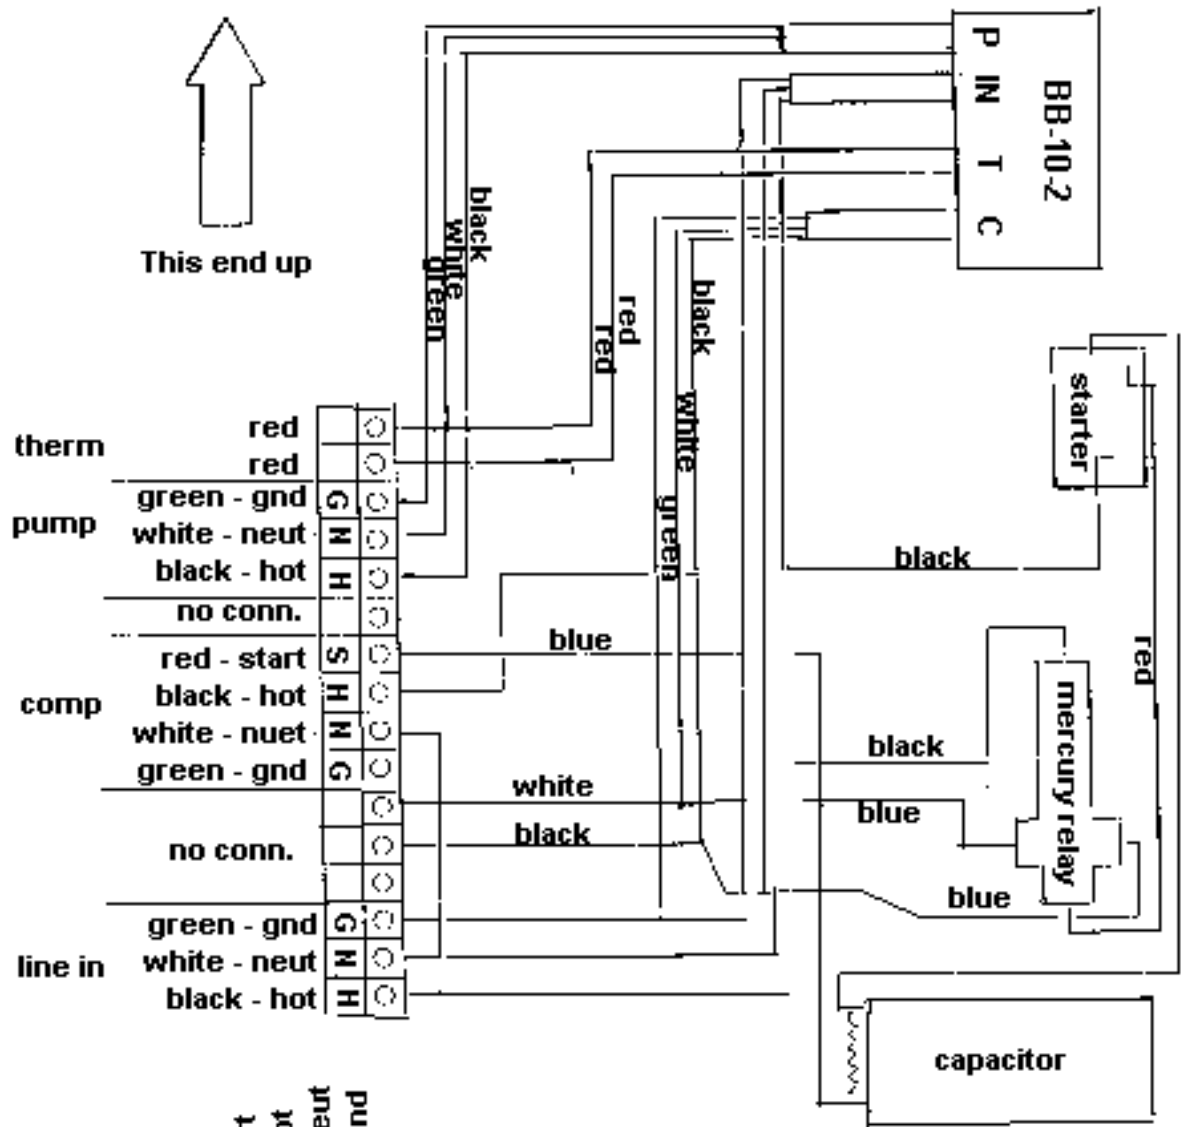 P
IN
T
C
BB-10-2
This end up
black
white
green
red
red
black
white
green
starter
therm
red
red
pump
green - gnd
G
white - neut
N
black - hot
H
no conn.
black
blue
comp
red - start
S
black - hot
H
white - nuet
N
green - gnd
G
red
mercury relay
black
white
blue
black
no conn.
blue
line in
green - gnd
G
white - neut
N
black - hot
H
capacitor